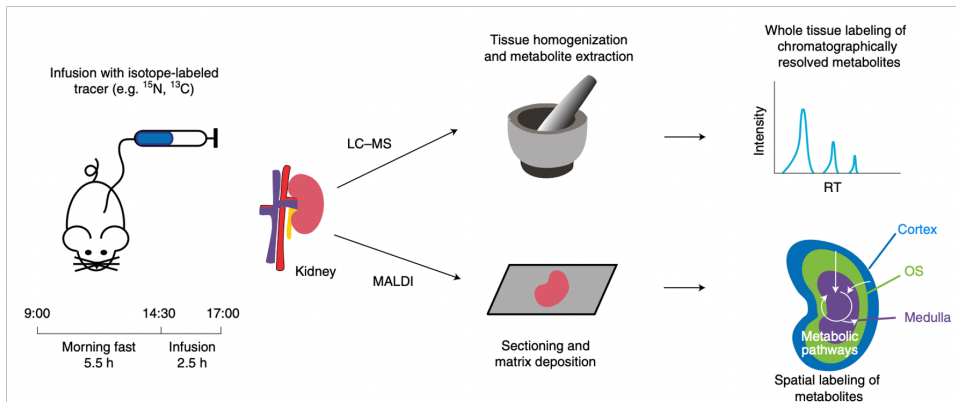 Infusion with isotope-labeled
tracer (e.g. ¹⁵N, ¹³C)
9:00
14:30
17:00
Morning fast
5.5 h
Infusion
2.5 h
Kidney
LC–MS
MALDI
Tissue homogenization
and metabolite extraction
Sectioning and
matrix deposition
Whole tissue labeling of
chromatographically
resolved metabolites
Intensity
RT
Cortex
OS
Medulla
Metabolic
pathways
Spatial labeling of
metabolites